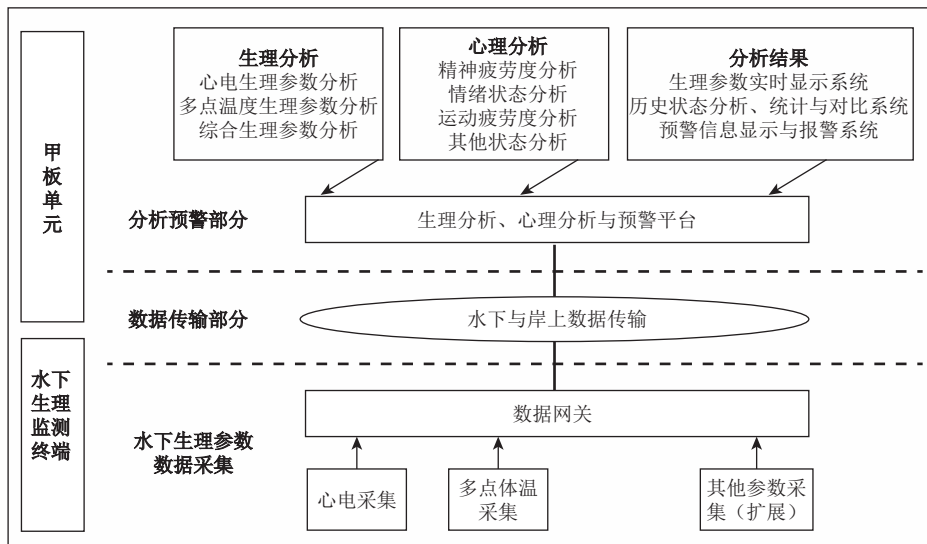 甲
板
单
元
生理分析
心电生理参数分析
多点温度生理参数分析
综合生理参数分析
心理分析
精神疲劳度分析
情绪状态分析
运动疲劳度分析
其他状态分析
分析结果
生理参数实时显示系统
历史状态分析、统计与对比系统
预警信息显示与报警系统
分析预警部分
生理分析、心理分析与预警平台
数据传输部分
水下与岸上数据传输
水下
生理
监测
终端
水下生理参数
数据采集
数据网关
心电采集
多点体温
采集
其他参数采
集（扩展）